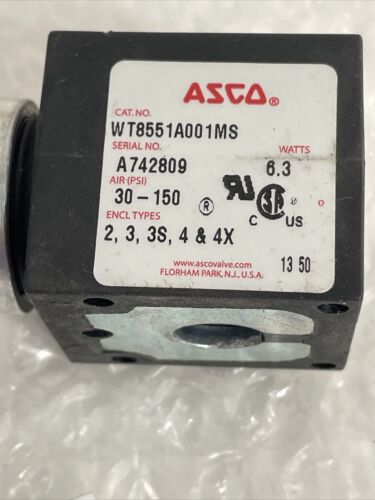 ASCO®
CAT. NO.
WT8551A001MS
SERIAL NO. WATTS
A742809 6.3
AIR (PSI)
30 – 150 ®
ENCL TYPES C US
2, 3, 3S, 4 & 4X
www.ascovalve.com
FLORHAM PARK, N.J., U.S.A. 13 50